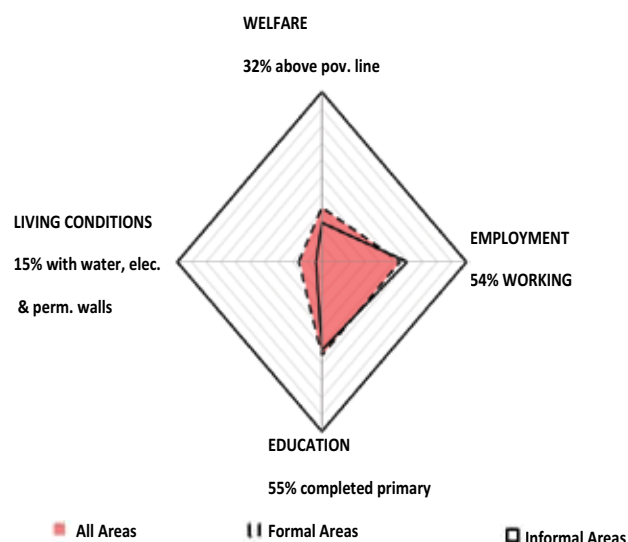 WELFARE
32% above pov. line
LIVING CONDITIONS
15% with water, elec.
& perm. walls
EMPLOYMENT
54% WORKING
EDUCATION
55% completed primary
All Areas
Formal Areas
Informal Areas